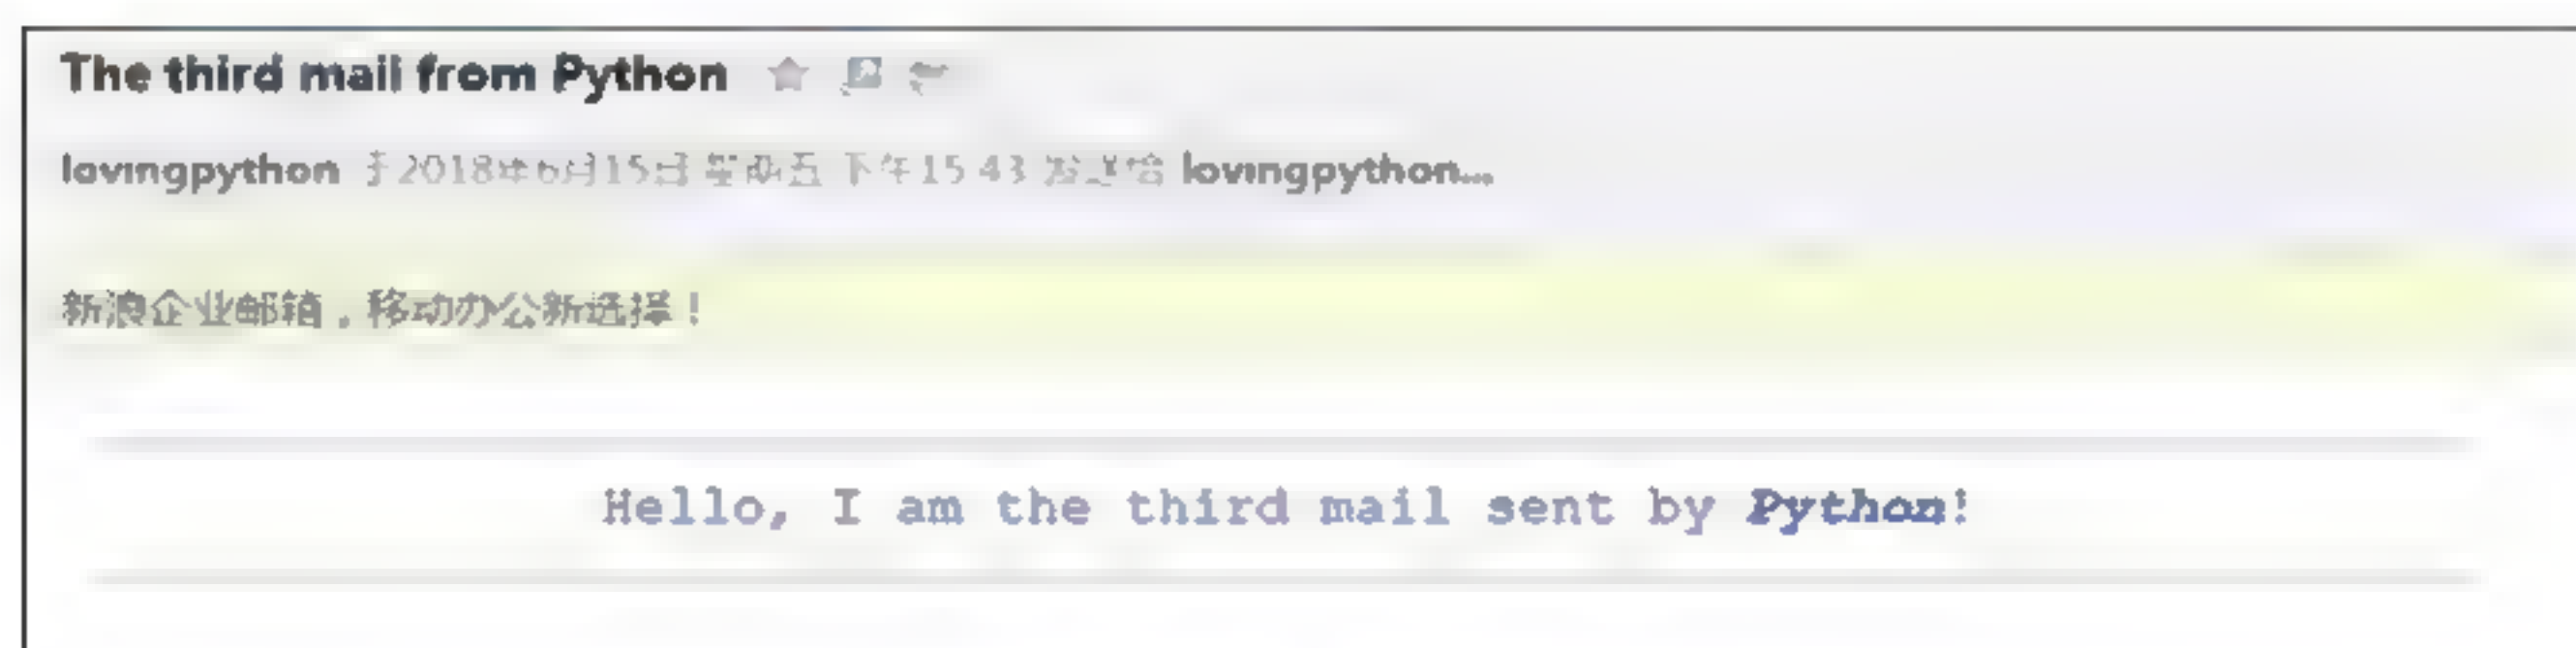 The third mail from Python
lovingpython 于2018年6月15日 星期五 下午15:43 发送给 lovingpython...
新浪企业邮箱，移动办公新选择！
Hello, I am the third mail sent by Python!